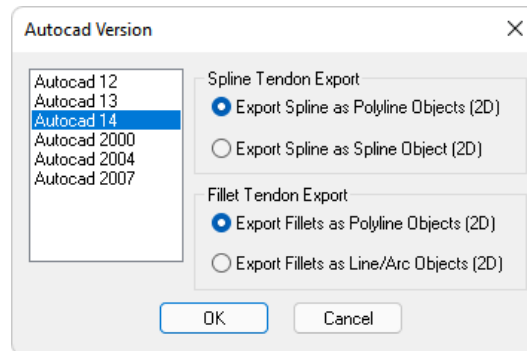 Autocad Version
Autocad 12
Autocad 13
Autocad 14
Autocad 2000
Autocad 2004
Autocad 2007
Spline Tendon Export
Export Spline as Polyline Objects (2D)
Export Spline as Spline Object (2D)
Fillet Tendon Export
Export Fillets as Polyline Objects (2D)
Export Fillets as Line/Arc Objects (2D)
OK
Cancel